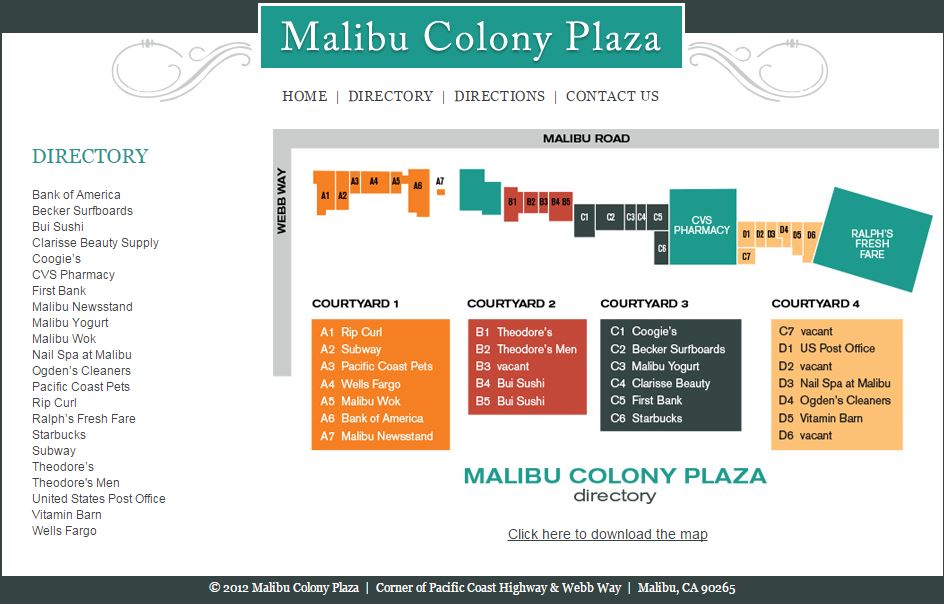 Malibu Colony Plaza
HOME | DIRECTORY | DIRECTIONS | CONTACT US
DIRECTORY
Bank of America
Becker Surfboards
Bui Sushi
Clarisse Beauty Supply
Coogie's
CVS Pharmacy
First Bank
Malibu Newsstand
Malibu Yogurt
Malibu Wok
Nail Spa at Malibu
Ogden's Cleaners
Pacific Coast Pets
Rip Curl
Ralph's Fresh Fare
Starbucks
Subway
Theodore's
Theodore's Men
United States Post Office
Vitamin Barn
Wells Fargo
MALIBU ROAD
WEBB WAY
A1 A2 A3 A4 A5 A6 A7
B1 B2 B3 B4 B5
C1 C2 C3 C4 C5
C6
CVS
PHARMACY
D1 D2 D3 D4 D5 D6
C7
RALPH'S
FRESH
FARE
COURTYARD 1
A1 Rip Curl
A2 Subway
A3 Pacific Coast Pets
A4 Wells Fargo
A5 Malibu Wok
A6 Bank of America
A7 Malibu Newsstand
COURTYARD 2
B1 Theodore's
B2 Theodore's Men
B3 vacant
B4 Bui Sushi
B5 Bui Sushi
COURTYARD 3
C1 Coogie's
C2 Becker Surfboards
C3 Malibu Yogurt
C4 Clarisse Beauty
C5 First Bank
C6 Starbucks
COURTYARD 4
C7 vacant
D1 US Post Office
D2 vacant
D3 Nail Spa at Malibu
D4 Ogden's Cleaners
D5 Vitamin Barn
D6 vacant
MALIBU COLONY PLAZA
directory
Click here to download the map
© 2012 Malibu Colony Plaza | Corner of Pacific Coast Highway & Webb Way | Malibu, CA 90265